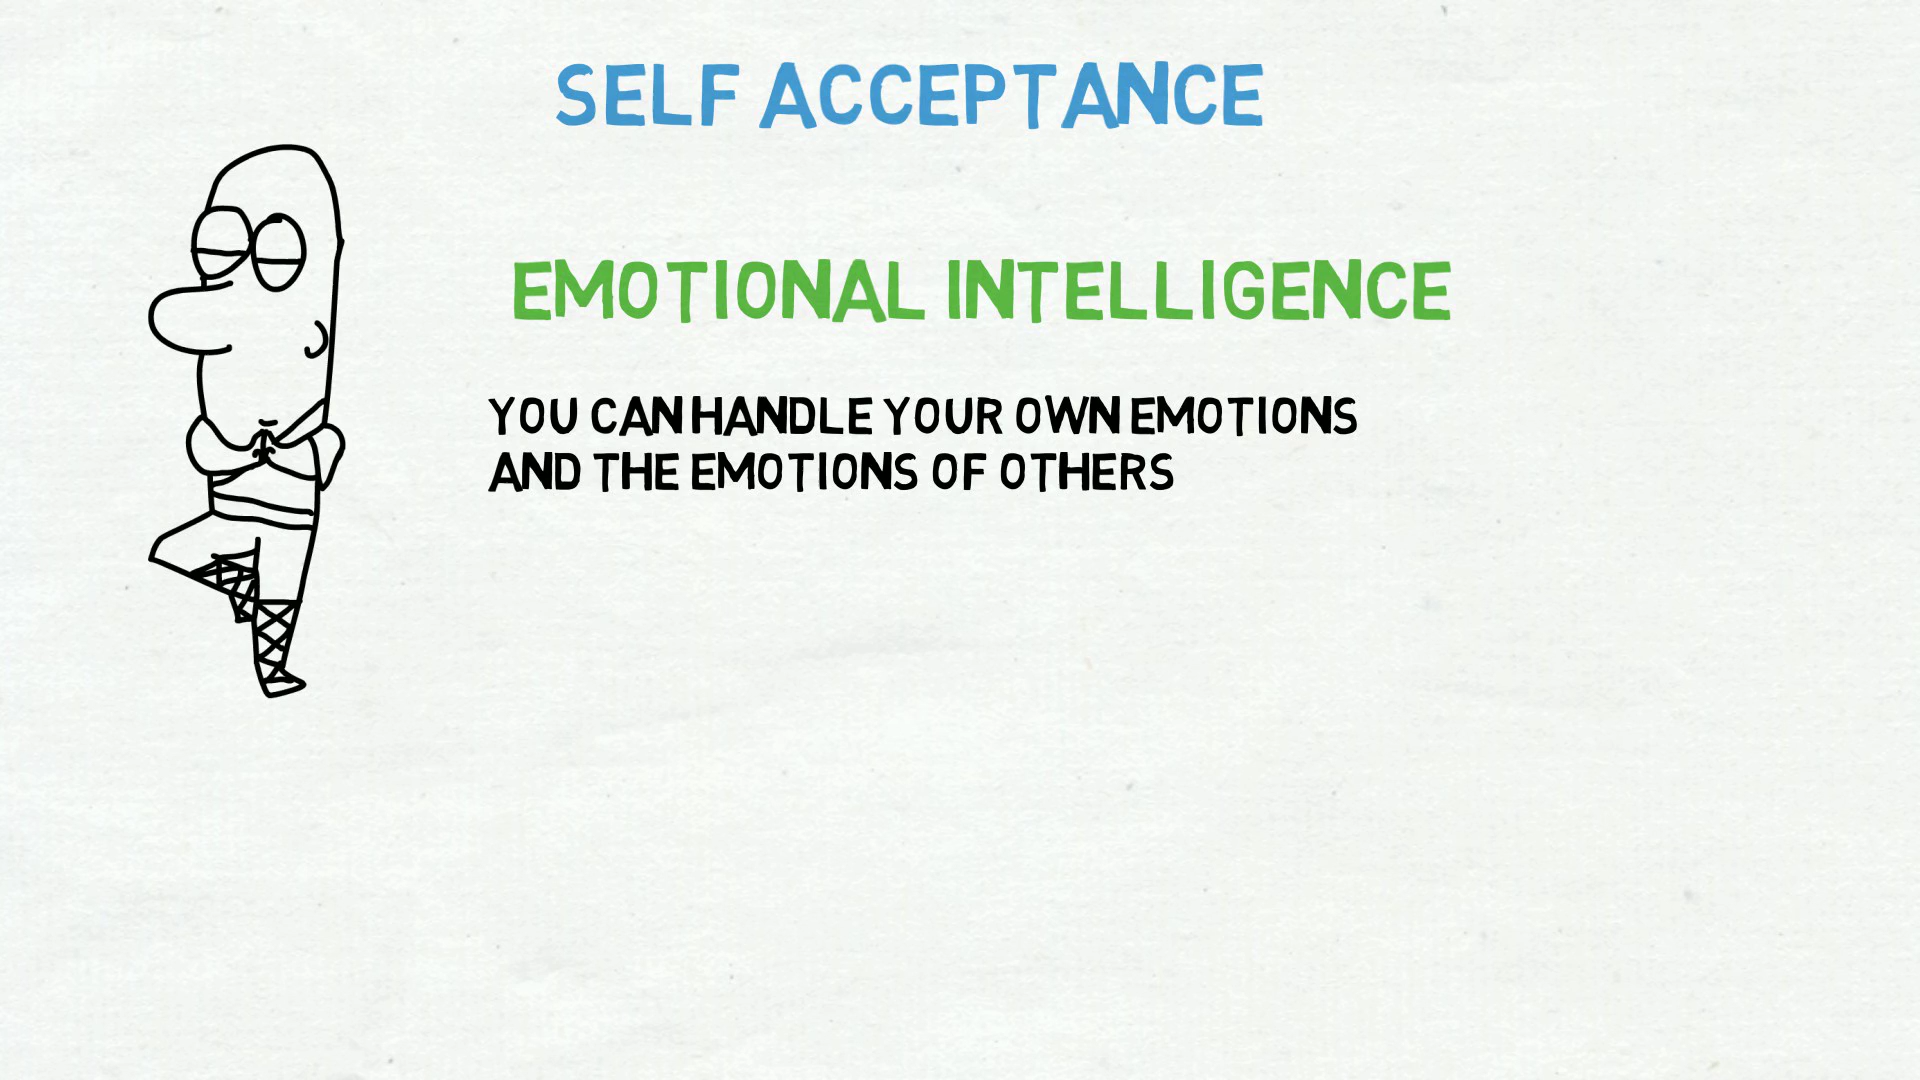 SELF ACCEPTANCE
EMOTIONAL INTELLIGENCE
YOU CAN HANDLE YOUR OWN EMOTIONS
AND THE EMOTIONS OF OTHERS